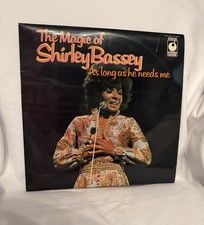 The Magic of
Shirley Bassey
As long as he needs me